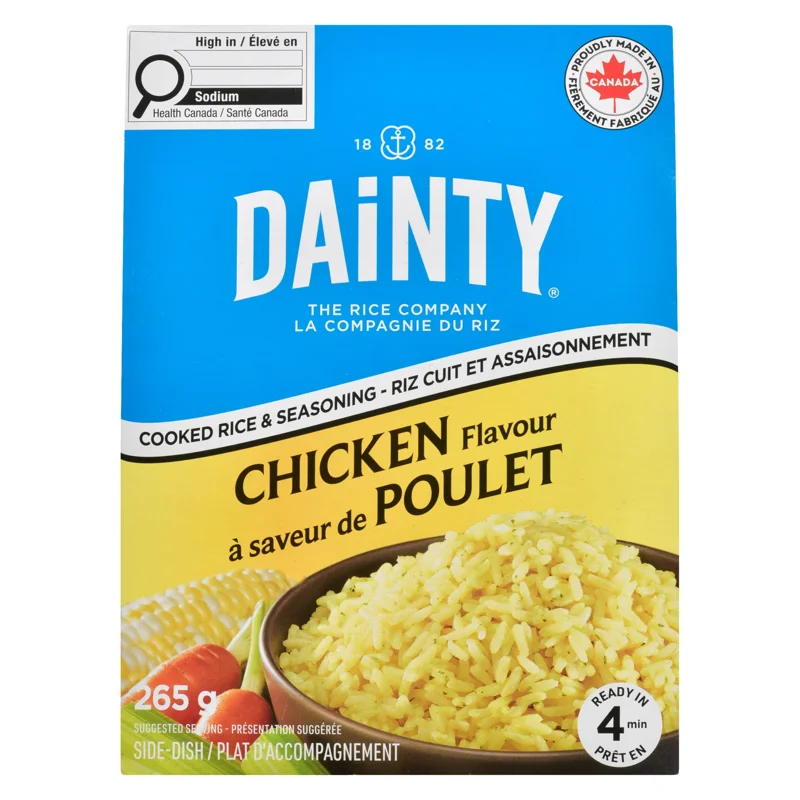 High in / Élevé en
Sodium
Health Canada / Santé Canada
PROUDLY MADE IN
CANADA
FIÈREMENT FABRIQUÉ AU
18 82
DAiNTY®
THE RICE COMPANY
LA COMPAGNIE DU RIZ
COOKED RICE & SEASONING - RIZ CUIT ET ASSAISONNEMENT
CHICKEN Flavour
à saveur de POULET
265 g
SUGGESTED SERVING - PRÉSENTATION SUGGÉRÉE
SIDE-DISH / PLAT D'ACCOMPAGNEMENT
READY IN
4 min
PRÊT EN